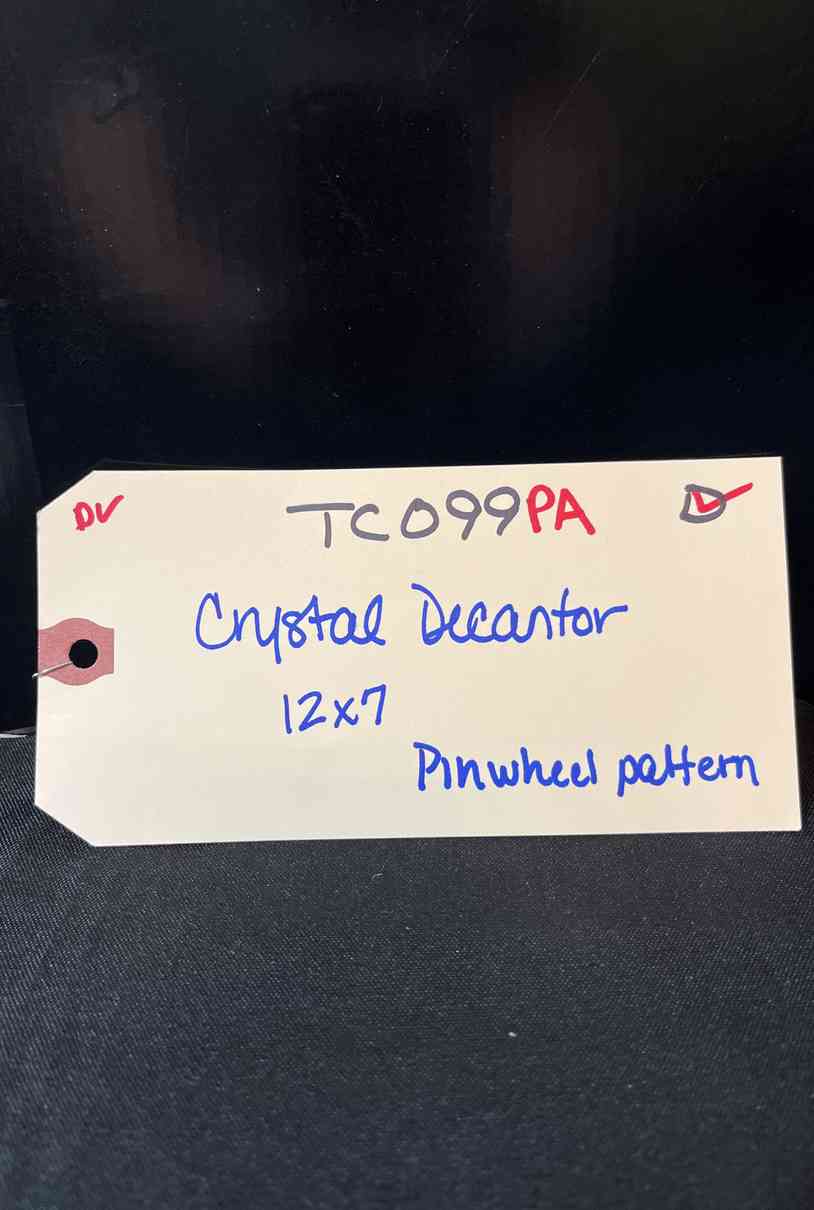 DV TC099PA D✓
Crystal Decantor
12x7
Pinwheel pattern